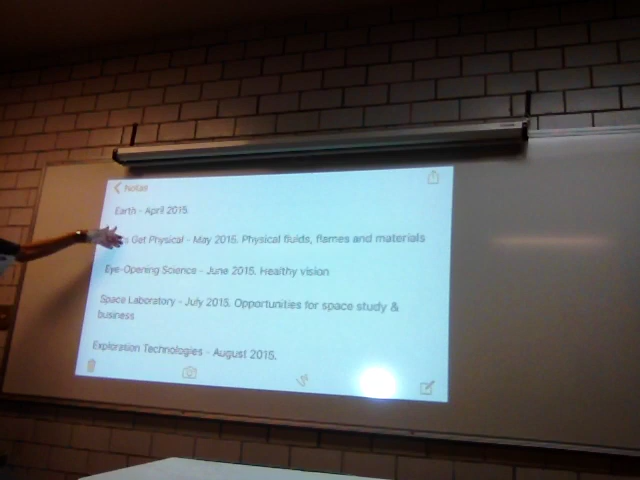 Notas
Earth - April 2015.
Get Physical - May 2015. Physical fluids, flames and materials
Eye-Opening Science - June 2015. Healthy vision
Space Laboratory - July 2015. Opportunities for space study &
business
Exploration Technologies - August 2015.